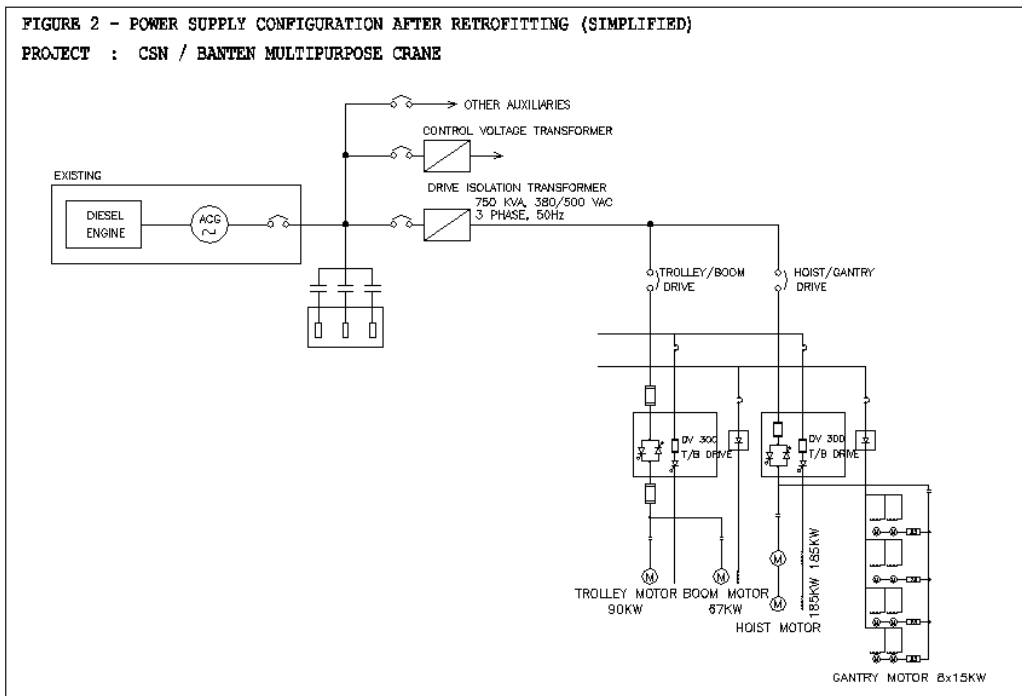 FIGURE 2 - POWER SUPPLY CONFIGURATION AFTER RETROFITTING (SIMPLIFIED)
PROJECT : CSN / BANTEN MULTIPURPOSE CRANE
OTHER AUXILIARIES
CONTROL VOLTAGE TRANSFORMER
EXISTING
DIESEL
ENGINE
ACG
~
DRIVE ISOLATION TRANSFORMER
750 KVA, 380/500 VAC
3 PHASE, 50Hz
TROLLEY/BOOM
DRIVE
HOIST/GANTRY
DRIVE
DV 300
T/B DRIVE
DV 300
T/B DRIVE
M
M
M
M
TROLLEY MOTOR
90KW
BOOM MOTOR
67KW
HOIST MOTOR
185KW
185KW
GANTRY MOTOR 8x15KW